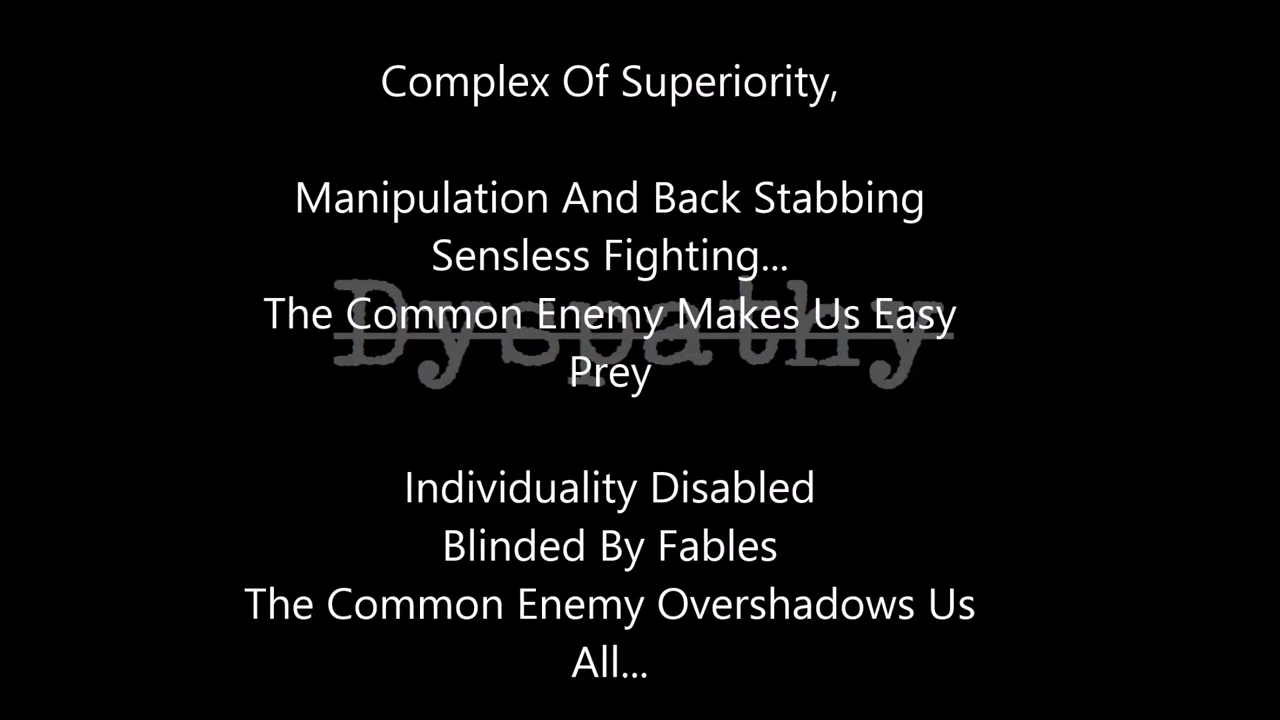 Complex Of Superiority,
Manipulation And Back Stabbing
Sensless Fighting...
Dyspathy
The Common Enemy Makes Us Easy
Prey
Individuality Disabled
Blinded By Fables
The Common Enemy Overshadows Us
All...